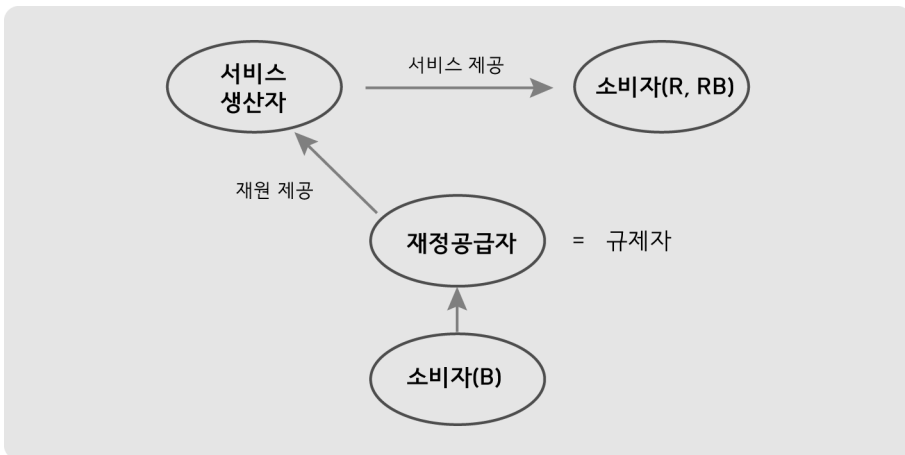 서비스
생산자
서비스 제공
소비자(R, RB)
재원 제공
재정공급자
= 규제자
소비자(B)